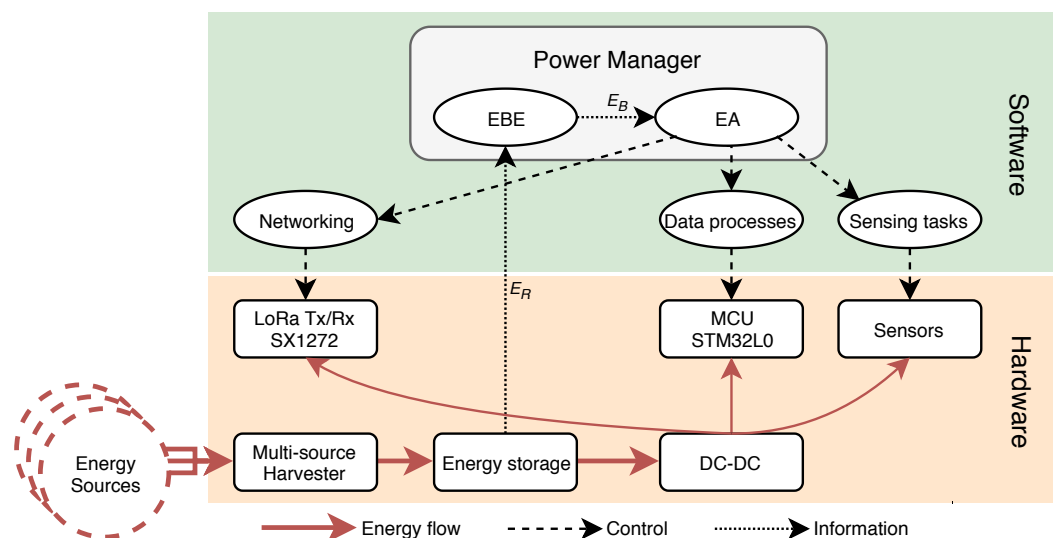 Power Manager
EBE
E_B
EA
Software
Networking
Data processes
Sensing tasks
E_R
LoRa Tx/Rx
SX1272
MCU
STM32L0
Sensors
Hardware
Energy
Sources
Multi-source
Harvester
Energy storage
DC-DC
Energy flow
Control
Information